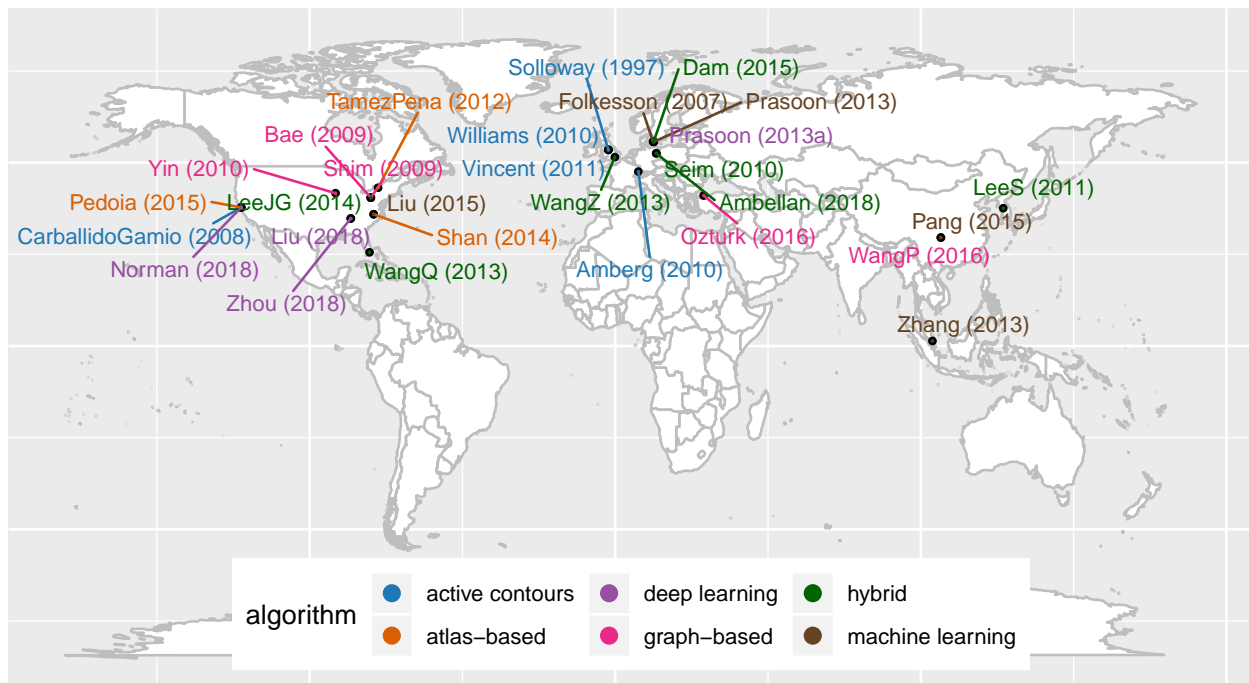 Solloway (1997) Dam (2015)
TamezPena (2012) Folkesson (2007) Prasoon (2013)
Bae (2009) Williams (2010) Prasoon (2013a)
Yin (2010) Shim (2009) Vincent (2011) Seim (2010)
LeeS (2011)
Pedoia (2015) LeeJG (2014) Liu (2015) WangZ (2013) Ambellan (2018)
Pang (2015)
CarballidoGamio (2008) Liu (2018) Shan (2014) Ozturk (2016)
WangP (2016)
Norman (2018) WangQ (2013) Amberg (2010)
Zhou (2018)
Zhang (2013)
algorithm
active contours deep learning hybrid
atlas−based graph−based machine learning